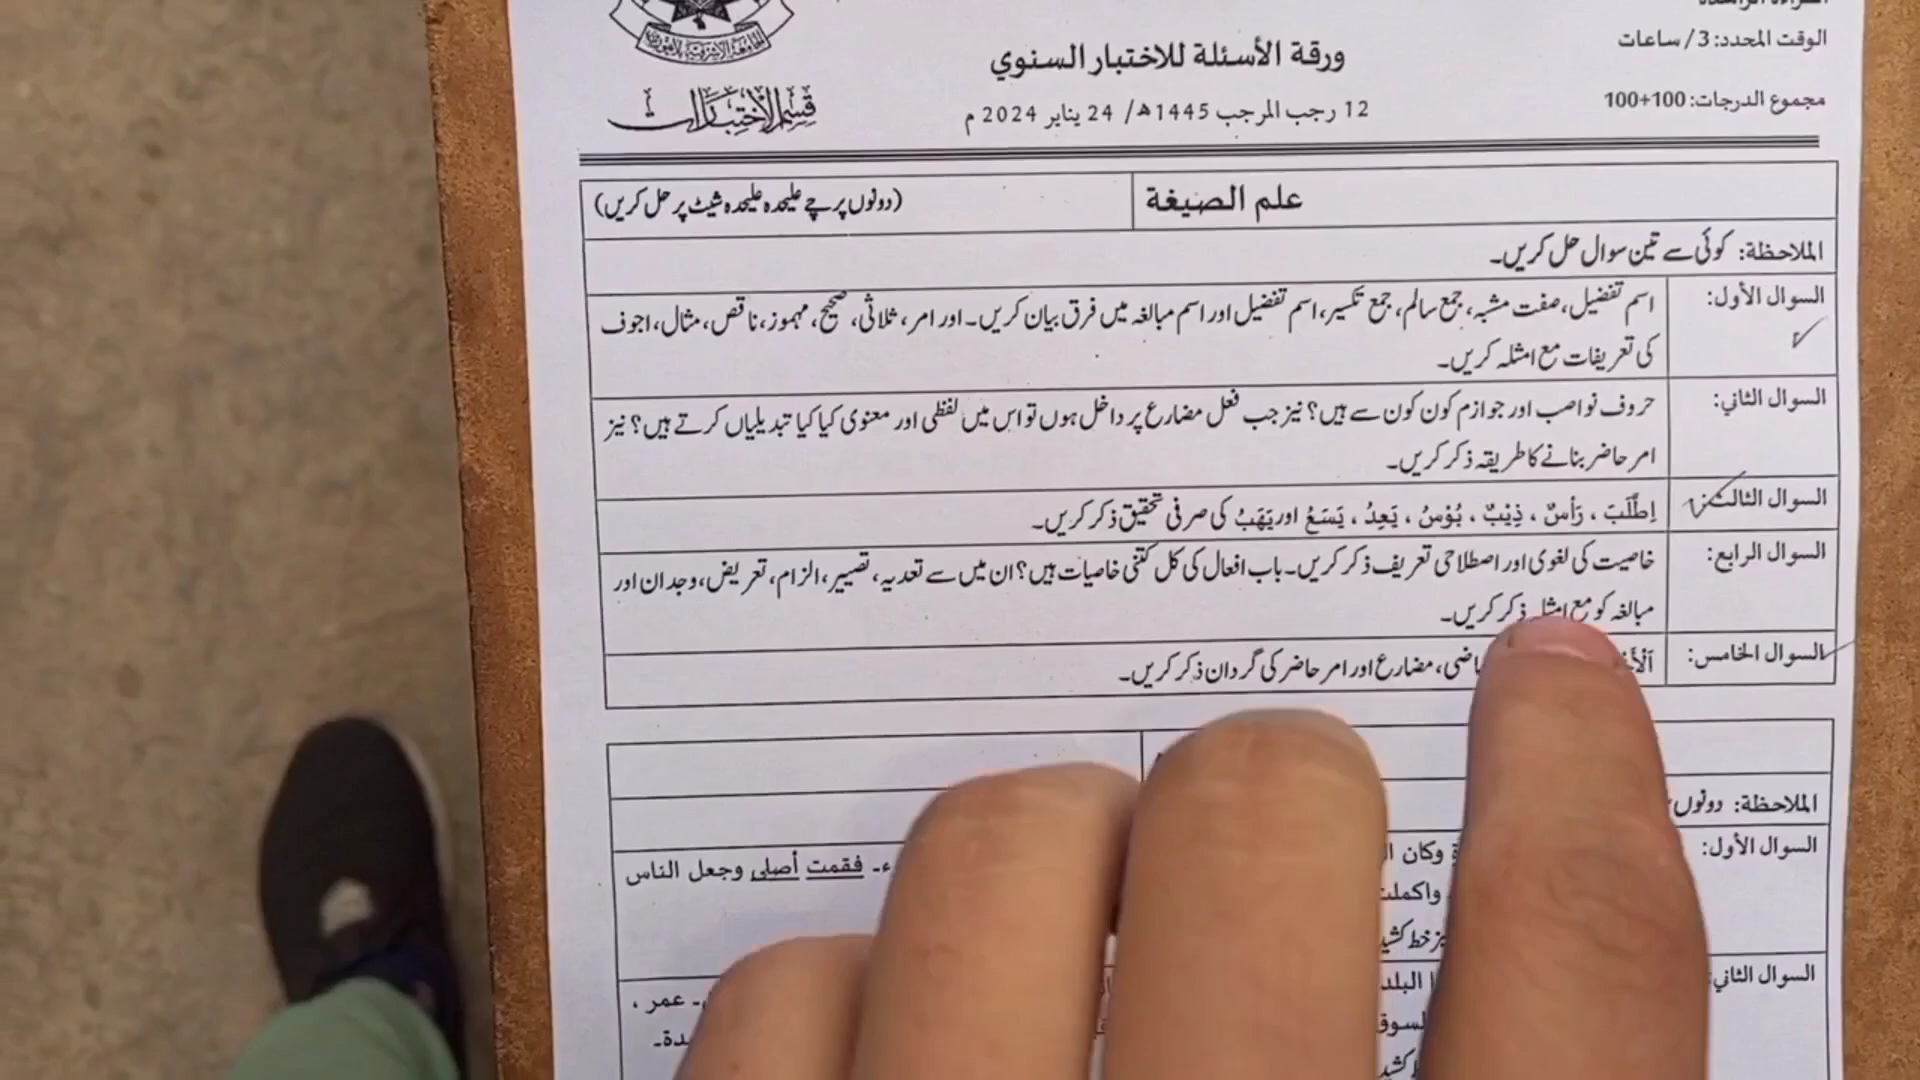 الوقت المحدد: 3/ ساعات
ورقة الأسئلة للاختبار السنوي
مجموع الدرجات: 100+100
12 رجب المرجب 1445ھ/ 24 يناير 2024 م
قسم الاختبارات
علم الصيغة
(دونوں پرچے علیحدہ علیحدہ شیٹ پر حل کریں)
الملاحظة: کوئی سے تین سوال حل کریں۔
السوال الأول:
اسم تفضیل، صفت مشبہ، جمع سالم، جمع تکسیر، اسم تفضیل اور اسم مبالغہ میں فرق بیان کریں۔ اور امر، ثلاثی، صحیح، مہموز، ناقص، مثال، اجوف
کی تعریفات مع امثلہ کریں۔
السوال الثاني:
حروف نواصب اور جوازم کون کون سے ہیں؟ نیز جب فعل مضارع پر داخل ہوں تو اس میں لفظی اور معنوی کیا کیا تبدیلیاں کرتے ہیں؟ نیز
امر حاضر بنانے کا طریقہ ذکر کریں۔
السوال الثالث:
اِطَّلَبَ ، رَأسٌ ، ذِيْبٌ ، بُوْسٌ ، يَعِدُ ، يَسَعُ اور يَهَبُ کی صرفی تحقیق ذکر کریں۔
السوال الرابع:
خاصیت کی لغوی اور اصطلاحی تعریف ذکر کریں۔ باب افعال کی کل کتنی خاصیات ہیں؟ ان میں سے تعدیہ، تصییر، الزام، تعریض، وجدان اور
مبالغہ کو مع امثلہ ذکر کریں۔
السوال الخامس:
مضارع اور امر حاضر کی گردان ذکر کریں۔
الملاحظة: دونوں
السوال الأول:
وكان
فقمت أصلي وجعل الناس
واكملت
خط
السوال الثاني:
البلد
عمر ،